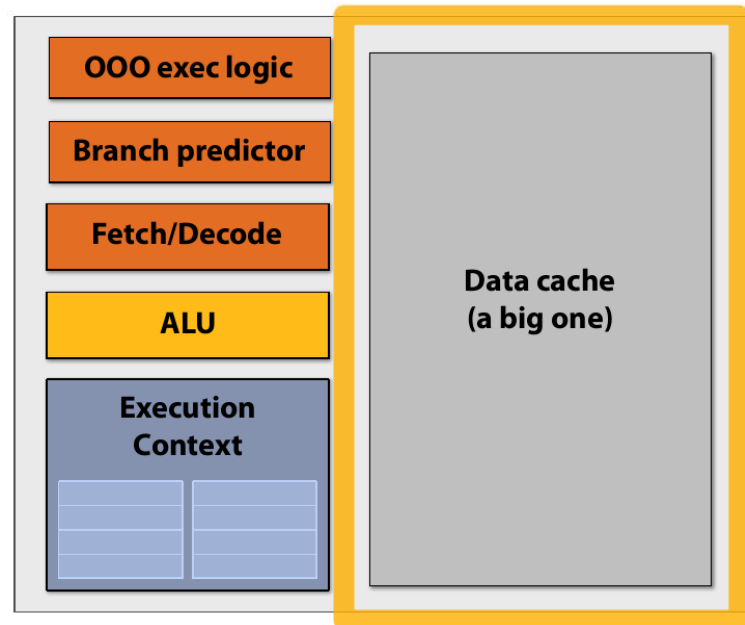 OOO exec logic
Branch predictor
Fetch/Decode
ALU
Execution
Context
Data cache
(a big one)